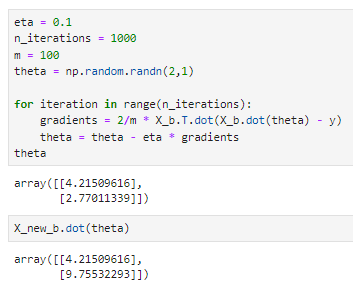 eta = 0.1
n_iterations = 1000
m = 100
theta = np.random.randn(2,1)
for iteration in range(n_iterations):
    gradients = 2/m * X_b.T.dot(X_b.dot(theta) - y)
    theta = theta - eta * gradients
theta
array([[4.21509616],
       [2.77011339]])
X_new_b.dot(theta)
array([[4.21509616],
       [9.75532293]])